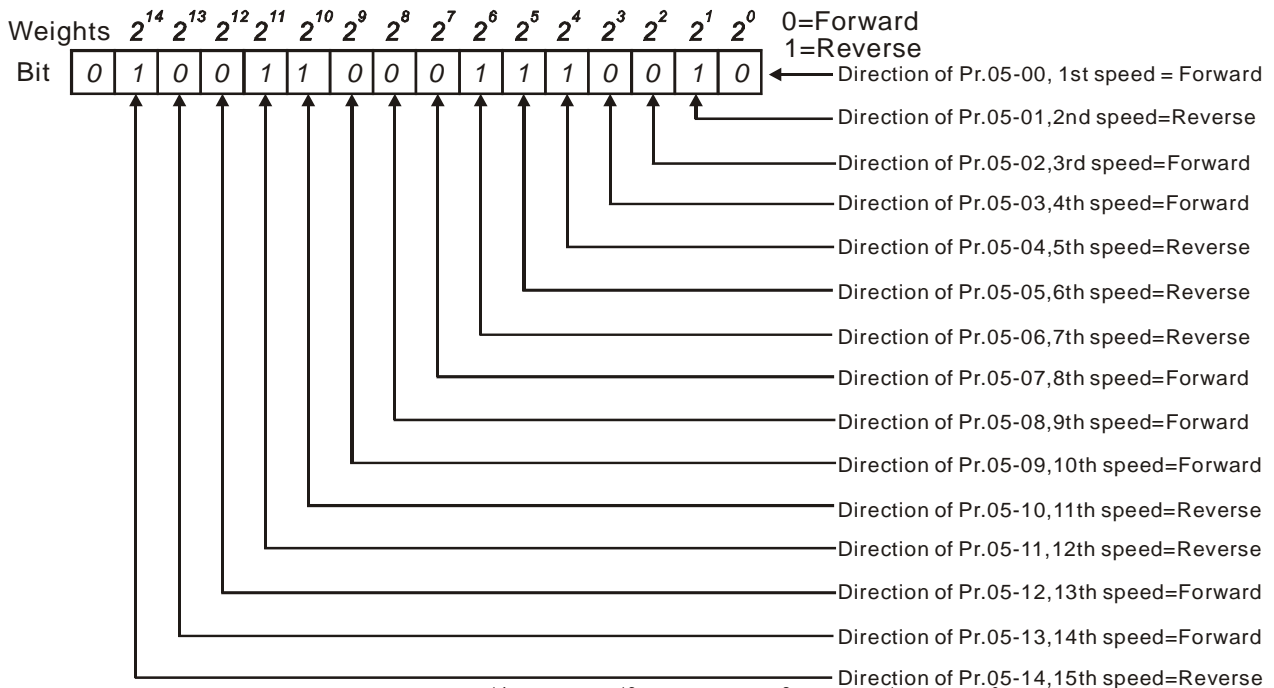 Weights 2^14 2^13 2^12 2^11 2^10 2^9 2^8 2^7 2^6 2^5 2^4 2^3 2^2 2^1 2^0 0=Forward
1=Reverse
Bit 0 1 0 0 1 1 0 0 0 1 1 1 0 0 1 0 Direction of Pr.05-00, 1st speed = Forward
Direction of Pr.05-01,2nd speed=Reverse
Direction of Pr.05-02,3rd speed=Forward
Direction of Pr.05-03,4th speed=Forward
Direction of Pr.05-04,5th speed=Reverse
Direction of Pr.05-05,6th speed=Reverse
Direction of Pr.05-06,7th speed=Reverse
Direction of Pr.05-07,8th speed=Forward
Direction of Pr.05-08,9th speed=Forward
Direction of Pr.05-09,10th speed=Forward
Direction of Pr.05-10,11th speed=Reverse
Direction of Pr.05-11,12th speed=Reverse
Direction of Pr.05-12,13th speed=Forward
Direction of Pr.05-13,14th speed=Forward
Direction of Pr.05-14,15th speed=Reverse